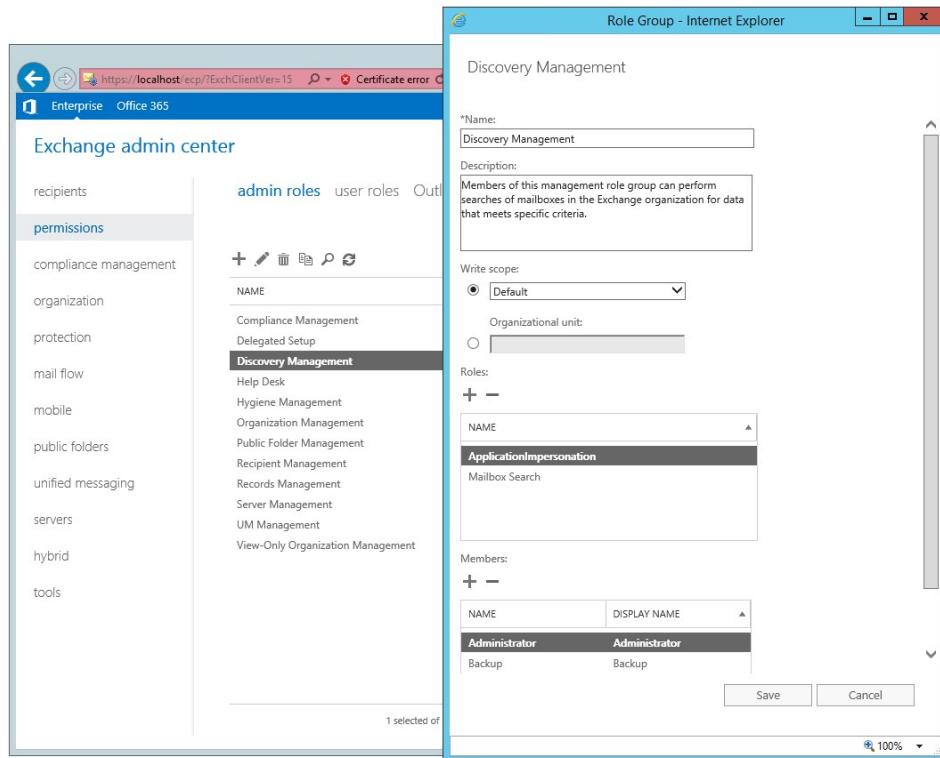 https://localhost/ecp/?ExchClientVer=15
Certificate error
Enterprise Office 365
Exchange admin center
recipients
permissions
compliance management
organization
protection
mail flow
mobile
public folders
unified messaging
servers
hybrid
tools
admin roles user roles Outl
NAME
Compliance Management
Delegated Setup
Discovery Management
Help Desk
Hygiene Management
Organization Management
Public Folder Management
Recipient Management
Records Management
Server Management
UM Management
View-Only Organization Management
1 selected of
Role Group - Internet Explorer
Discovery Management
*Name:
Discovery Management
Description:
Members of this management role group can perform
searches of mailboxes in the Exchange organization for data
that meets specific criteria.
Write scope:
Default
Organizational unit:
Roles:
NAME
ApplicationImpersonation
Mailbox Search
Members:
NAME DISPLAY NAME
Administrator Administrator
Backup Backup
Save Cancel
100%